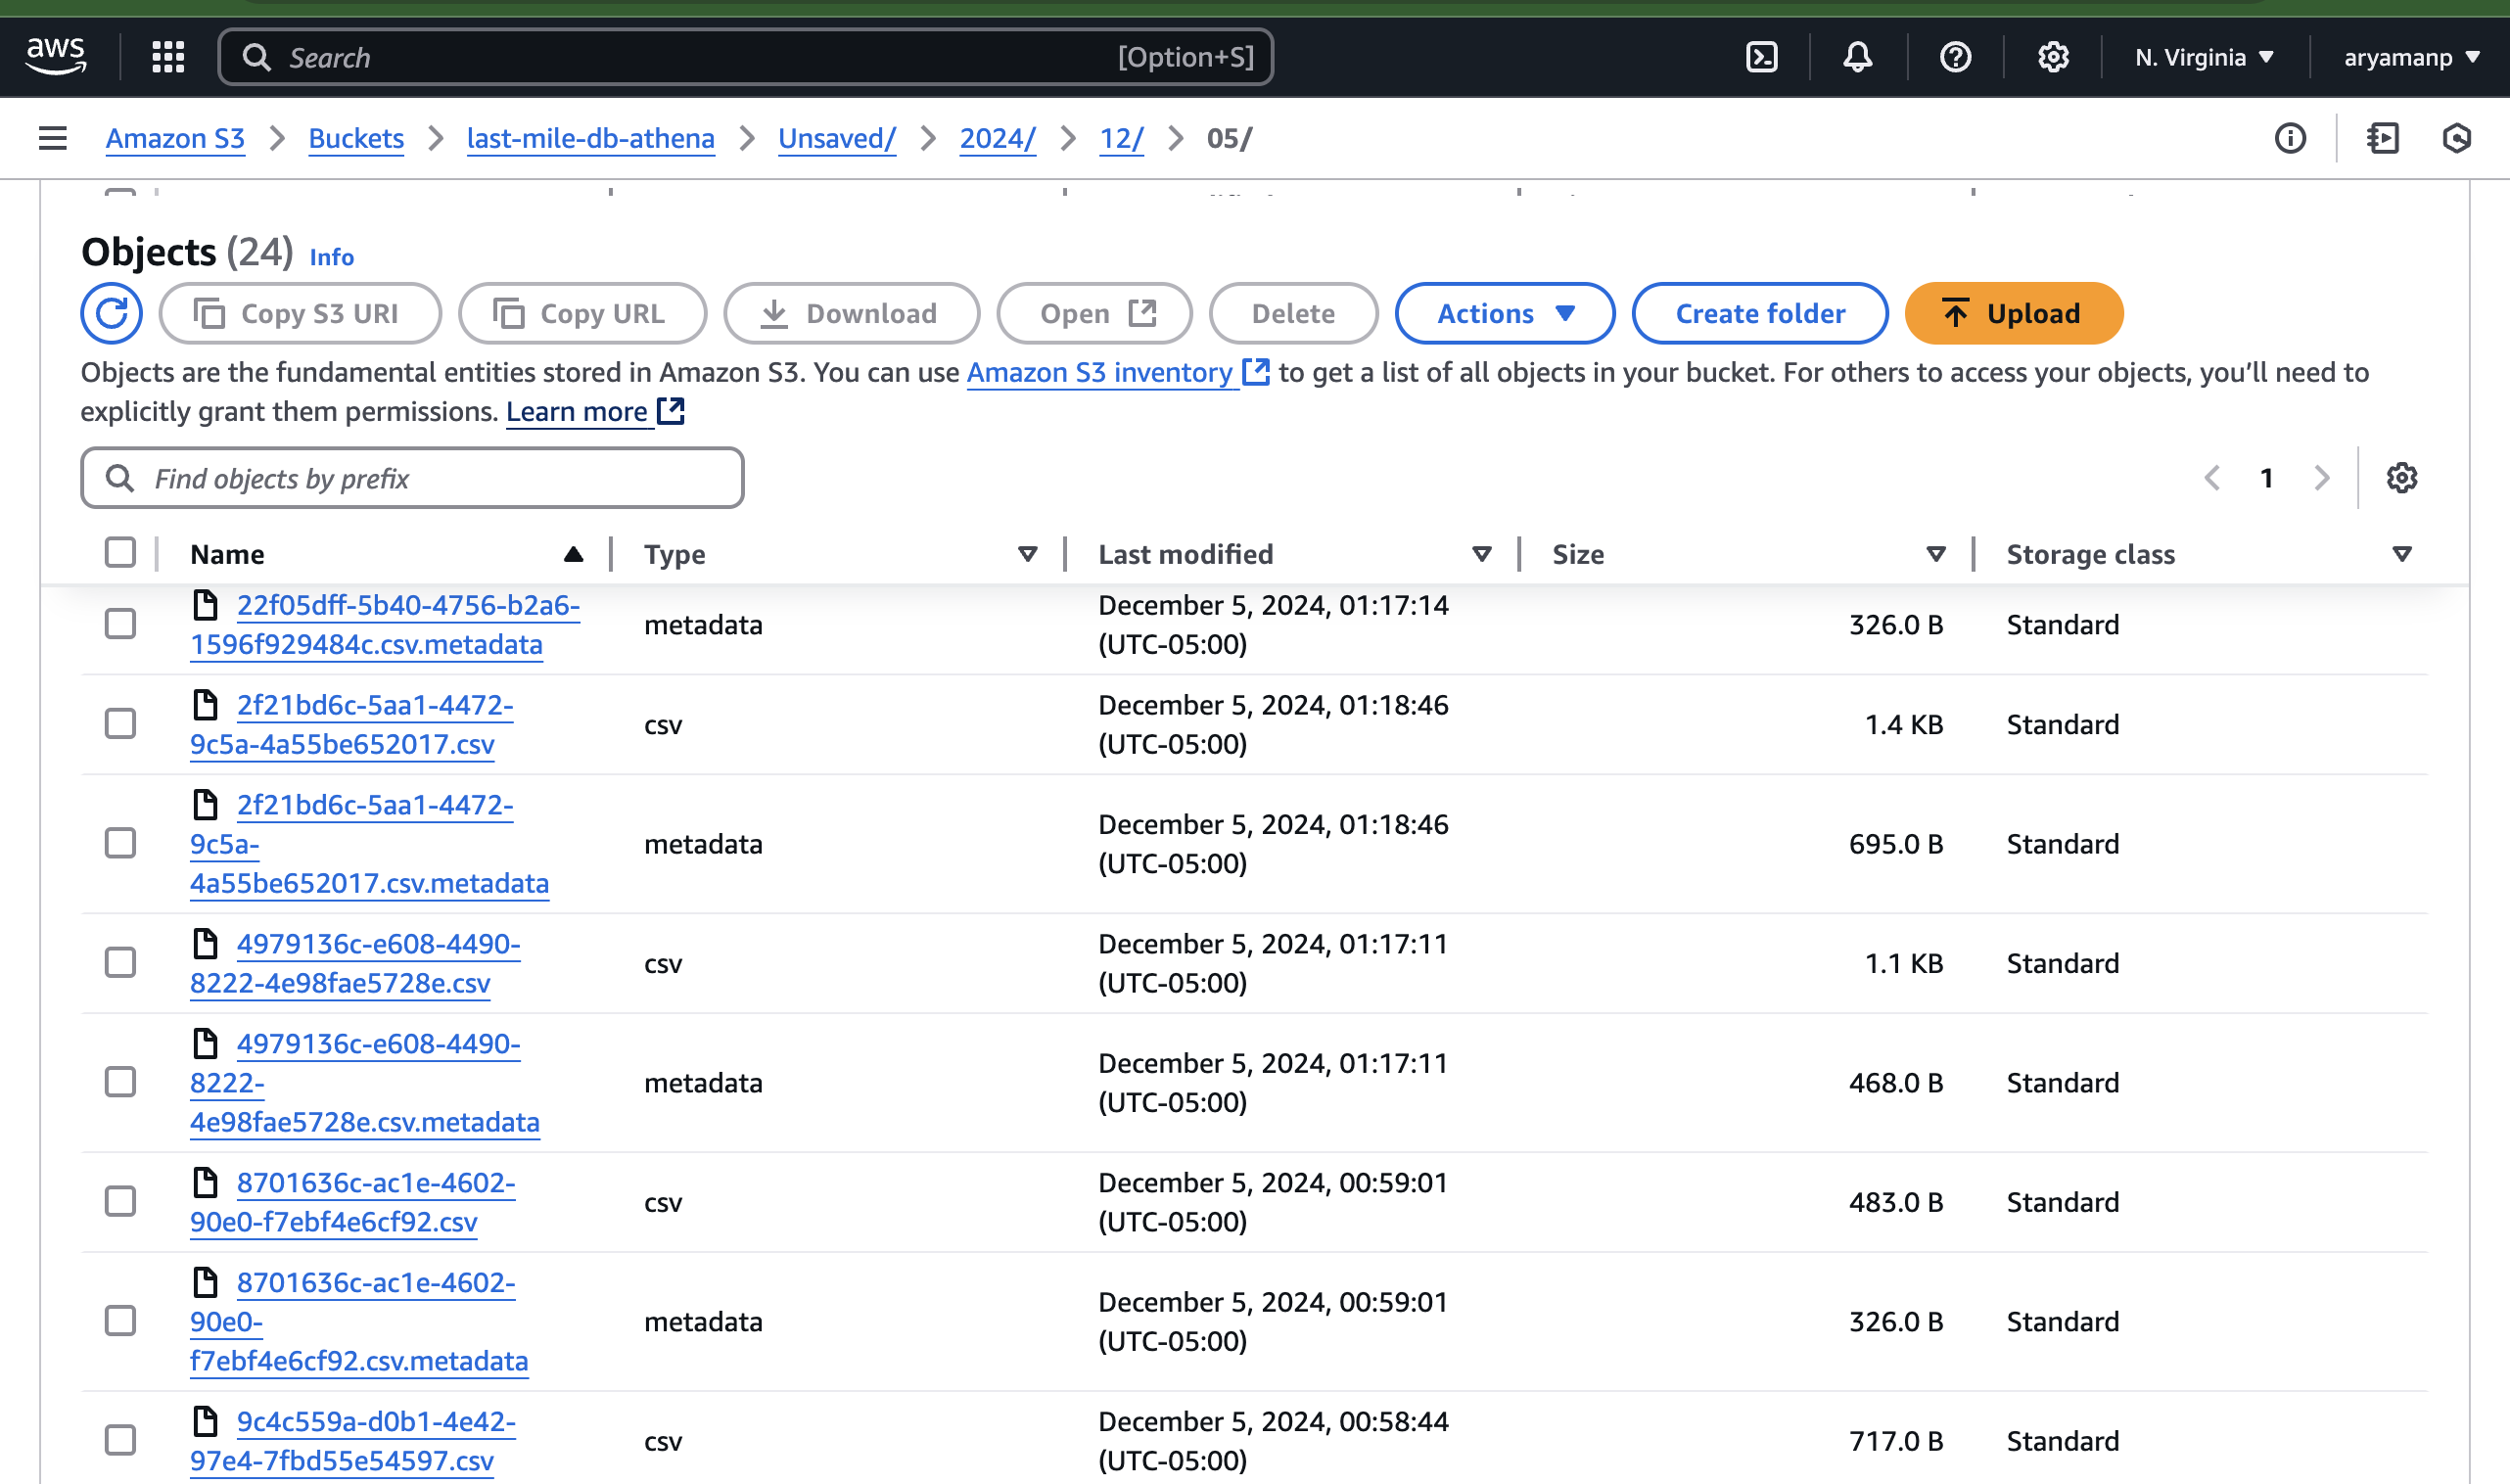 aws
Search [Option+S] N. Virginia aryamanp
Amazon S3 Buckets last-mile-db-athena Unsaved/ 2024/ 12/ 05/
Objects (24) Info
Copy S3 URI Copy URL Download Open Delete Actions Create folder Upload
Objects are the fundamental entities stored in Amazon S3. You can use Amazon S3 inventory to get a list of all objects in your bucket. For others to access your objects, you’ll need to
explicitly grant them permissions. Learn more
Find objects by prefix 1
Name Type Last modified Size Storage class
22f05dff-5b40-4756-b2a6-
1596f929484c.csv.metadata
metadata
December 5, 2024, 01:17:14
(UTC-05:00)
326.0 B
Standard
2f21bd6c-5aa1-4472-
9c5a-4a55be652017.csv
csv
December 5, 2024, 01:18:46
(UTC-05:00)
1.4 KB
Standard
2f21bd6c-5aa1-4472-
9c5a-
4a55be652017.csv.metadata
metadata
December 5, 2024, 01:18:46
(UTC-05:00)
695.0 B
Standard
4979136c-e608-4490-
8222-4e98fae5728e.csv
csv
December 5, 2024, 01:17:11
(UTC-05:00)
1.1 KB
Standard
4979136c-e608-4490-
8222-
4e98fae5728e.csv.metadata
metadata
December 5, 2024, 01:17:11
(UTC-05:00)
468.0 B
Standard
8701636c-ac1e-4602-
90e0-f7ebf4e6cf92.csv
csv
December 5, 2024, 00:59:01
(UTC-05:00)
483.0 B
Standard
8701636c-ac1e-4602-
90e0-
f7ebf4e6cf92.csv.metadata
metadata
December 5, 2024, 00:59:01
(UTC-05:00)
326.0 B
Standard
9c4c559a-d0b1-4e42-
97e4-7fbd55e54597.csv
csv
December 5, 2024, 00:58:44
(UTC-05:00)
717.0 B
Standard